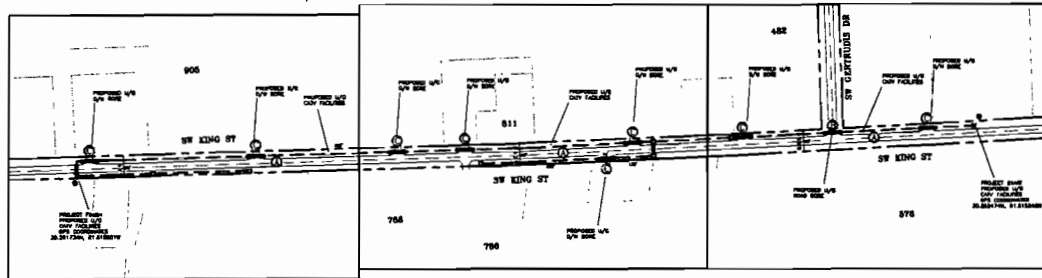 905
PROPOSED U/G
D/W BORE
PROPOSED U/G
D/W BORE
PROPOSED U/G
CATV FACILITIES
SW KING ST
C
C
A
PROJECT FINISH
PROPOSED U/G
CATV FACILITIES
GPS COORDINATES
PROPOSED U/G
D/W BORE
PROPOSED U/G
D/W BORE
PROPOSED U/G
CATV FACILITIES
PROPOSED U/G
D/W BORE
811
C
C
C
A
SW KING ST
C
755
786
PROPOSED U/G
D/W BORE
482
SW GERTRUDIS DR
PROPOSED U/G
D/W BORE
PROPOSED U/G
CATV FACILITIES
PROPOSED U/G
D/W BORE
C
B
C
A
SW KING ST
PROPOSED U/G
ROAD BORE
576
PROJECT START
PROPOSED U/G
CATV FACILITIES
GPS COORDINATES